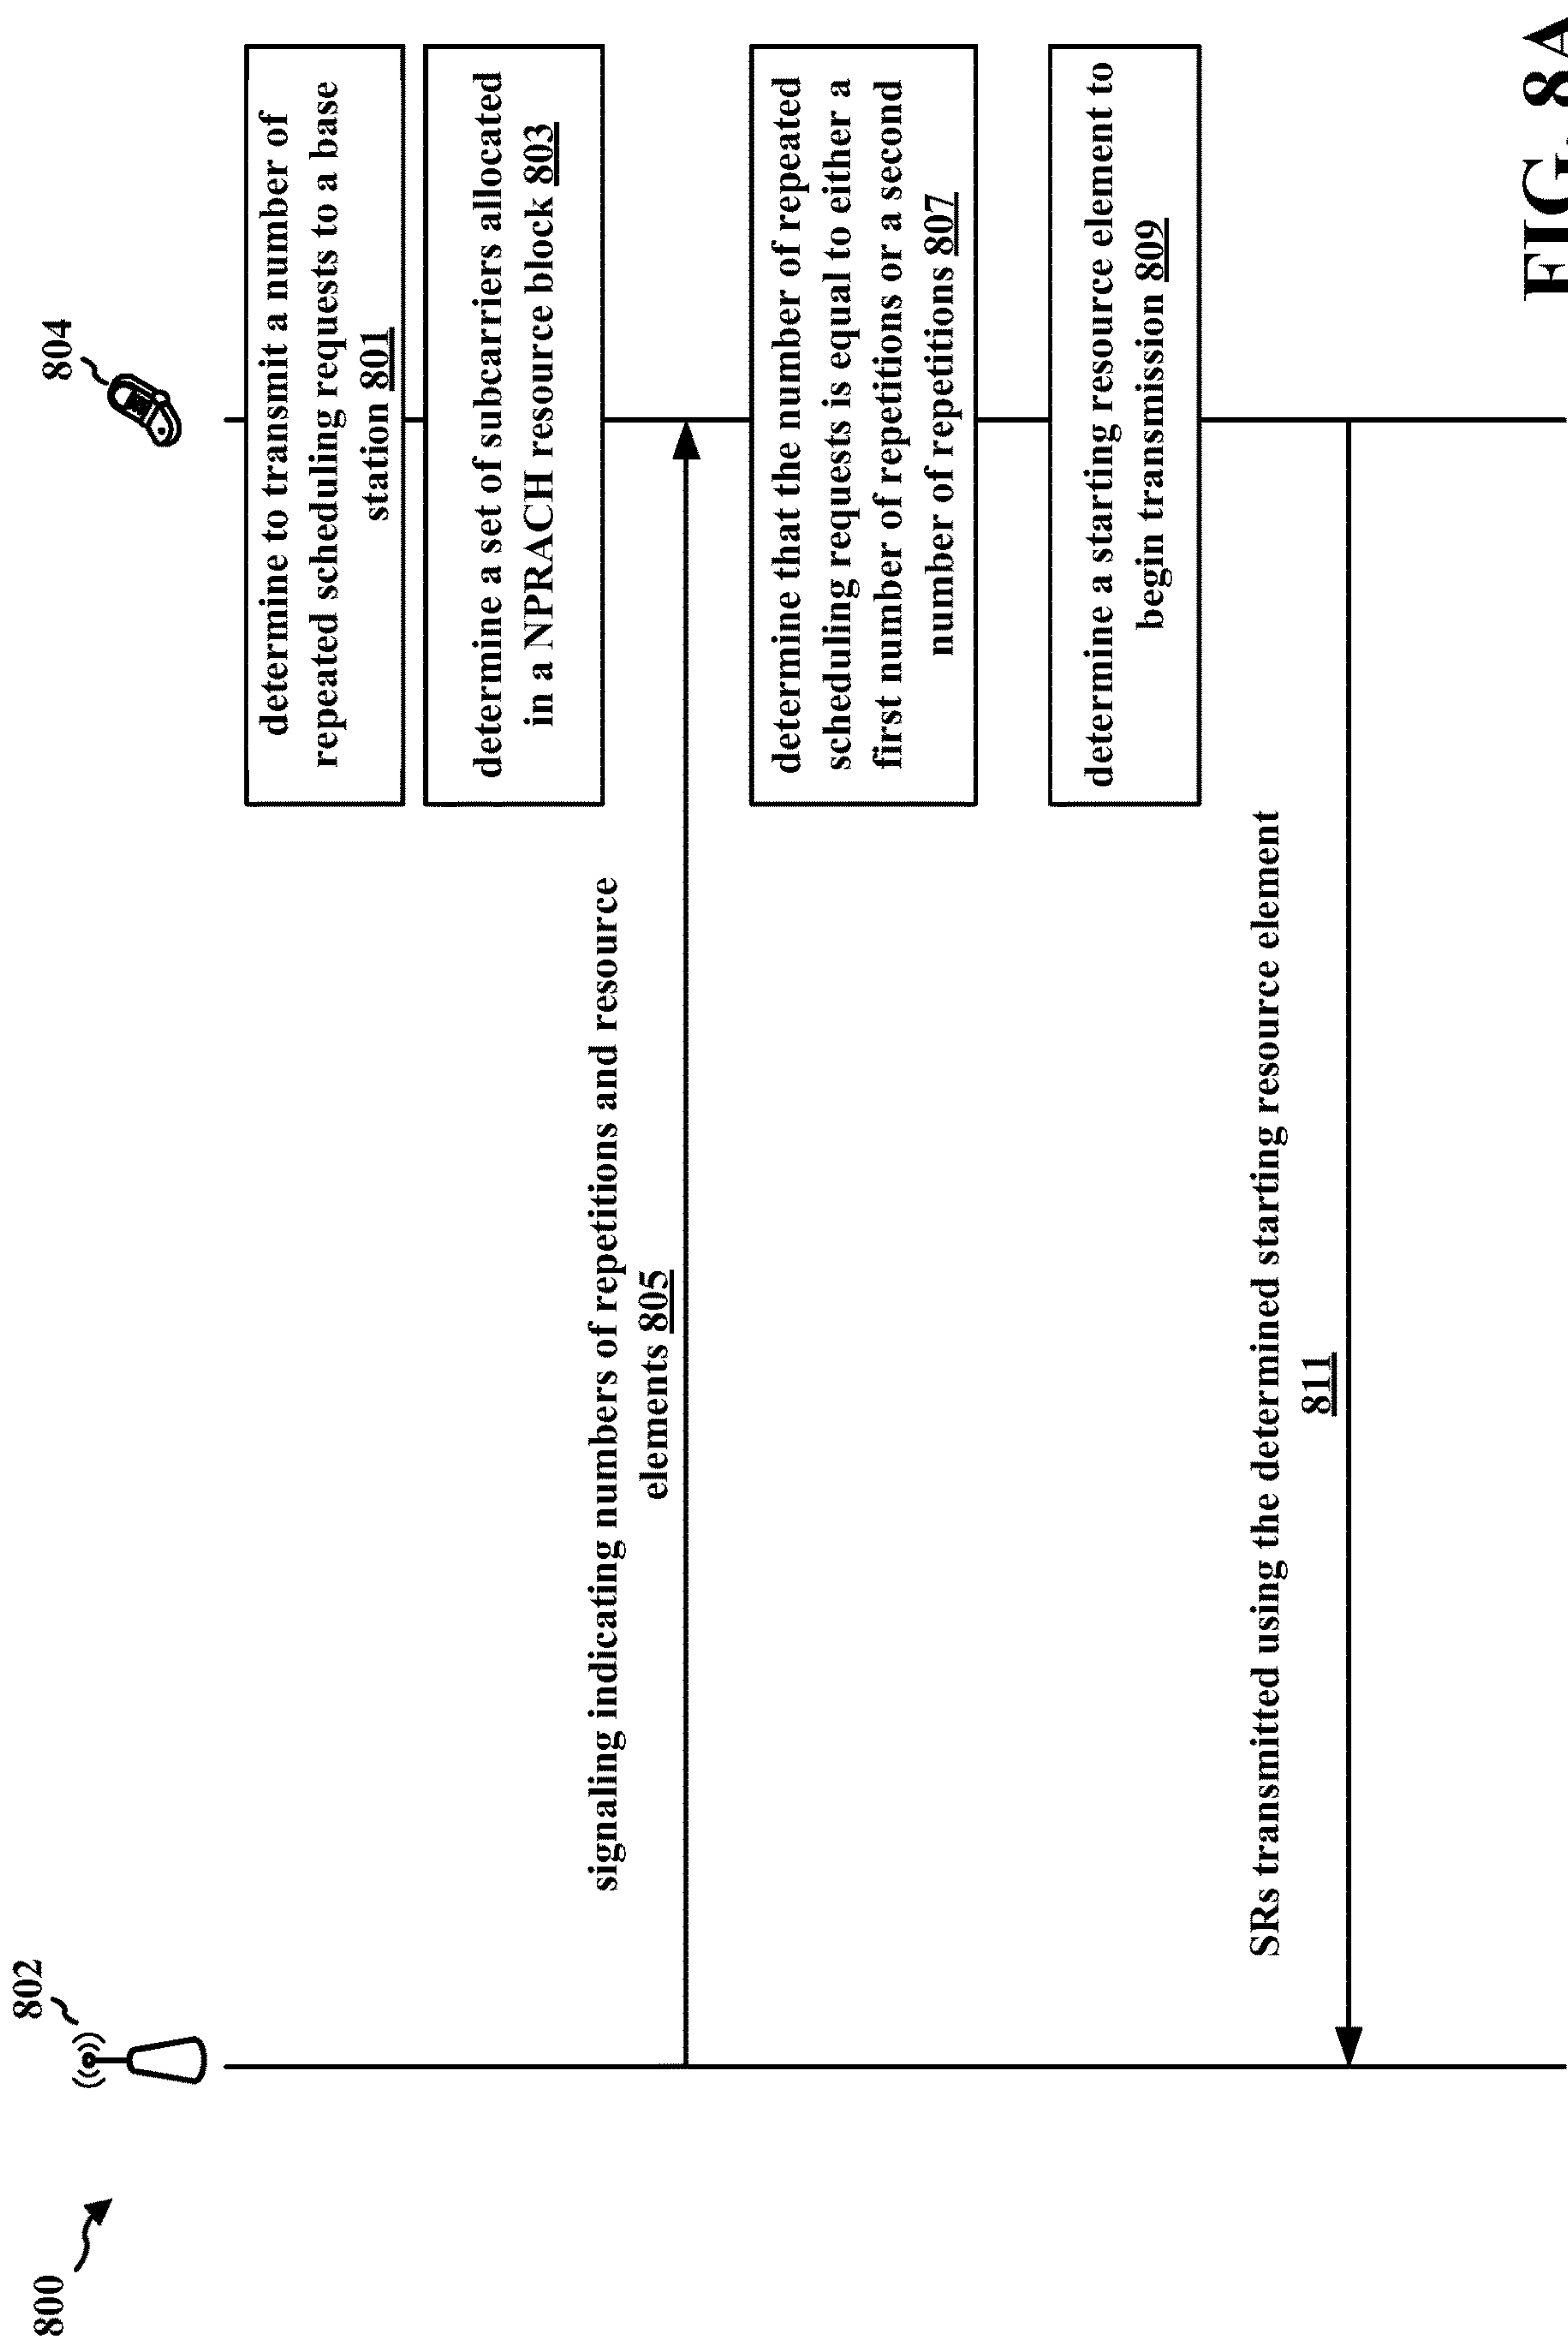 800
802
804
determine to transmit a number of
repeated scheduling requests to a base
station 801
determine a set of subcarriers allocated
in a NPRACH resource block 803
signaling indicating numbers of repetitions and resource
elements 805
determine that the number of repeated
scheduling requests is equal to either a
first number of repetitions or a second
number of repetitions 807
determine a starting resource element to
begin transmission 809
SRs transmitted using the determined starting resource element
811
FIG. 8A